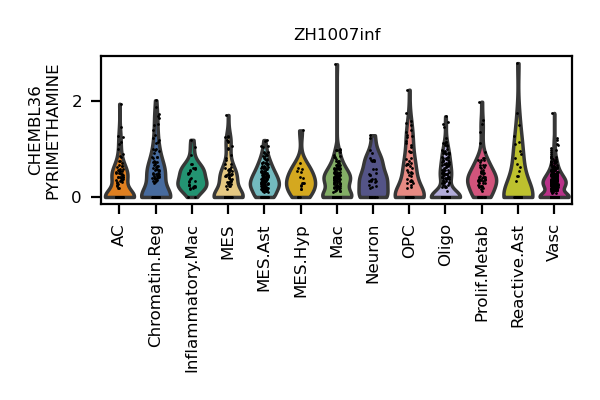 ZH1007inf
CHEMBL36
PYRIMETHAMINE
2
0
AC
Chromatin.Reg
Inflammatory.Mac
MES
MES.Ast
MES.Hyp
Mac
Neuron
OPC
Oligo
Prolif.Metab
Reactive.Ast
Vasc